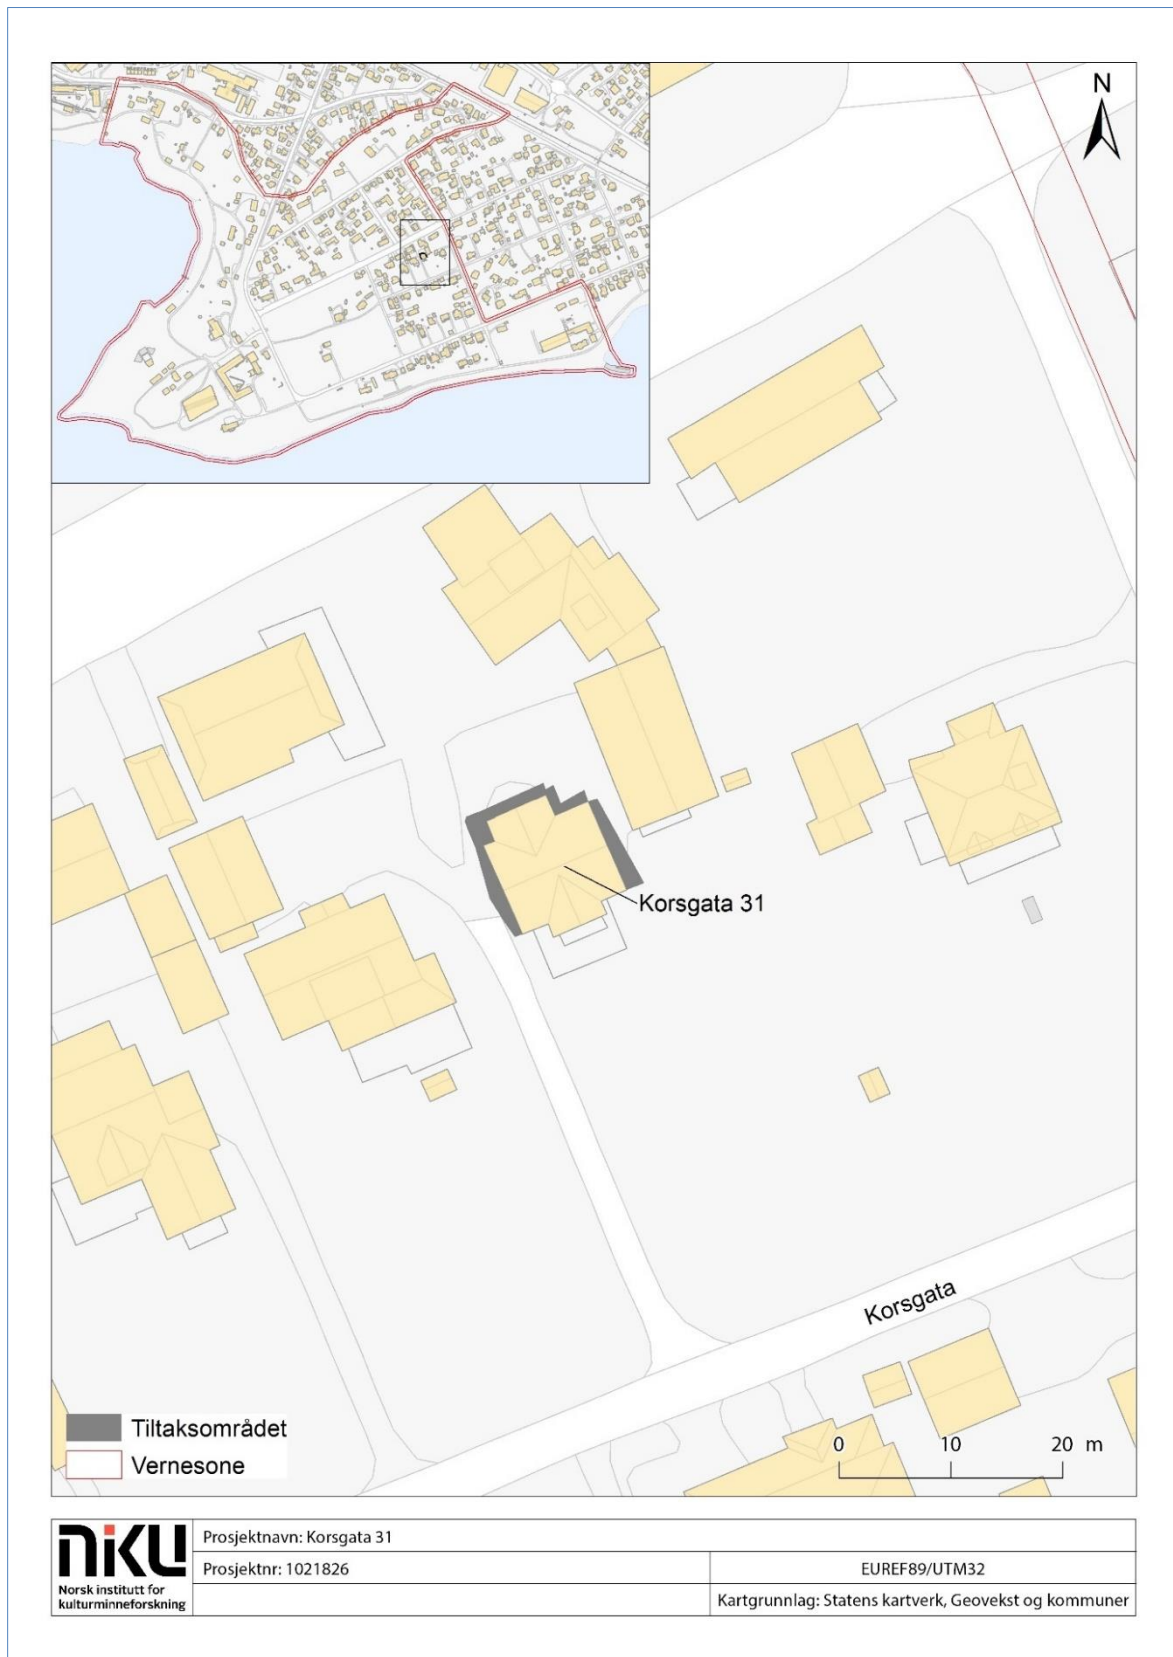 N
Korsgata 31
Korsgata
Tiltaksområdet
Vernesone
0 10 20 m
NIKU
Norsk institutt for
kulturminneforskning
Prosjektnavn: Korsgata 31
Prosjektnr: 1021826
EUREF89/UTM32
Kartgrunnlag: Statens kartverk, Geovekst og kommuner